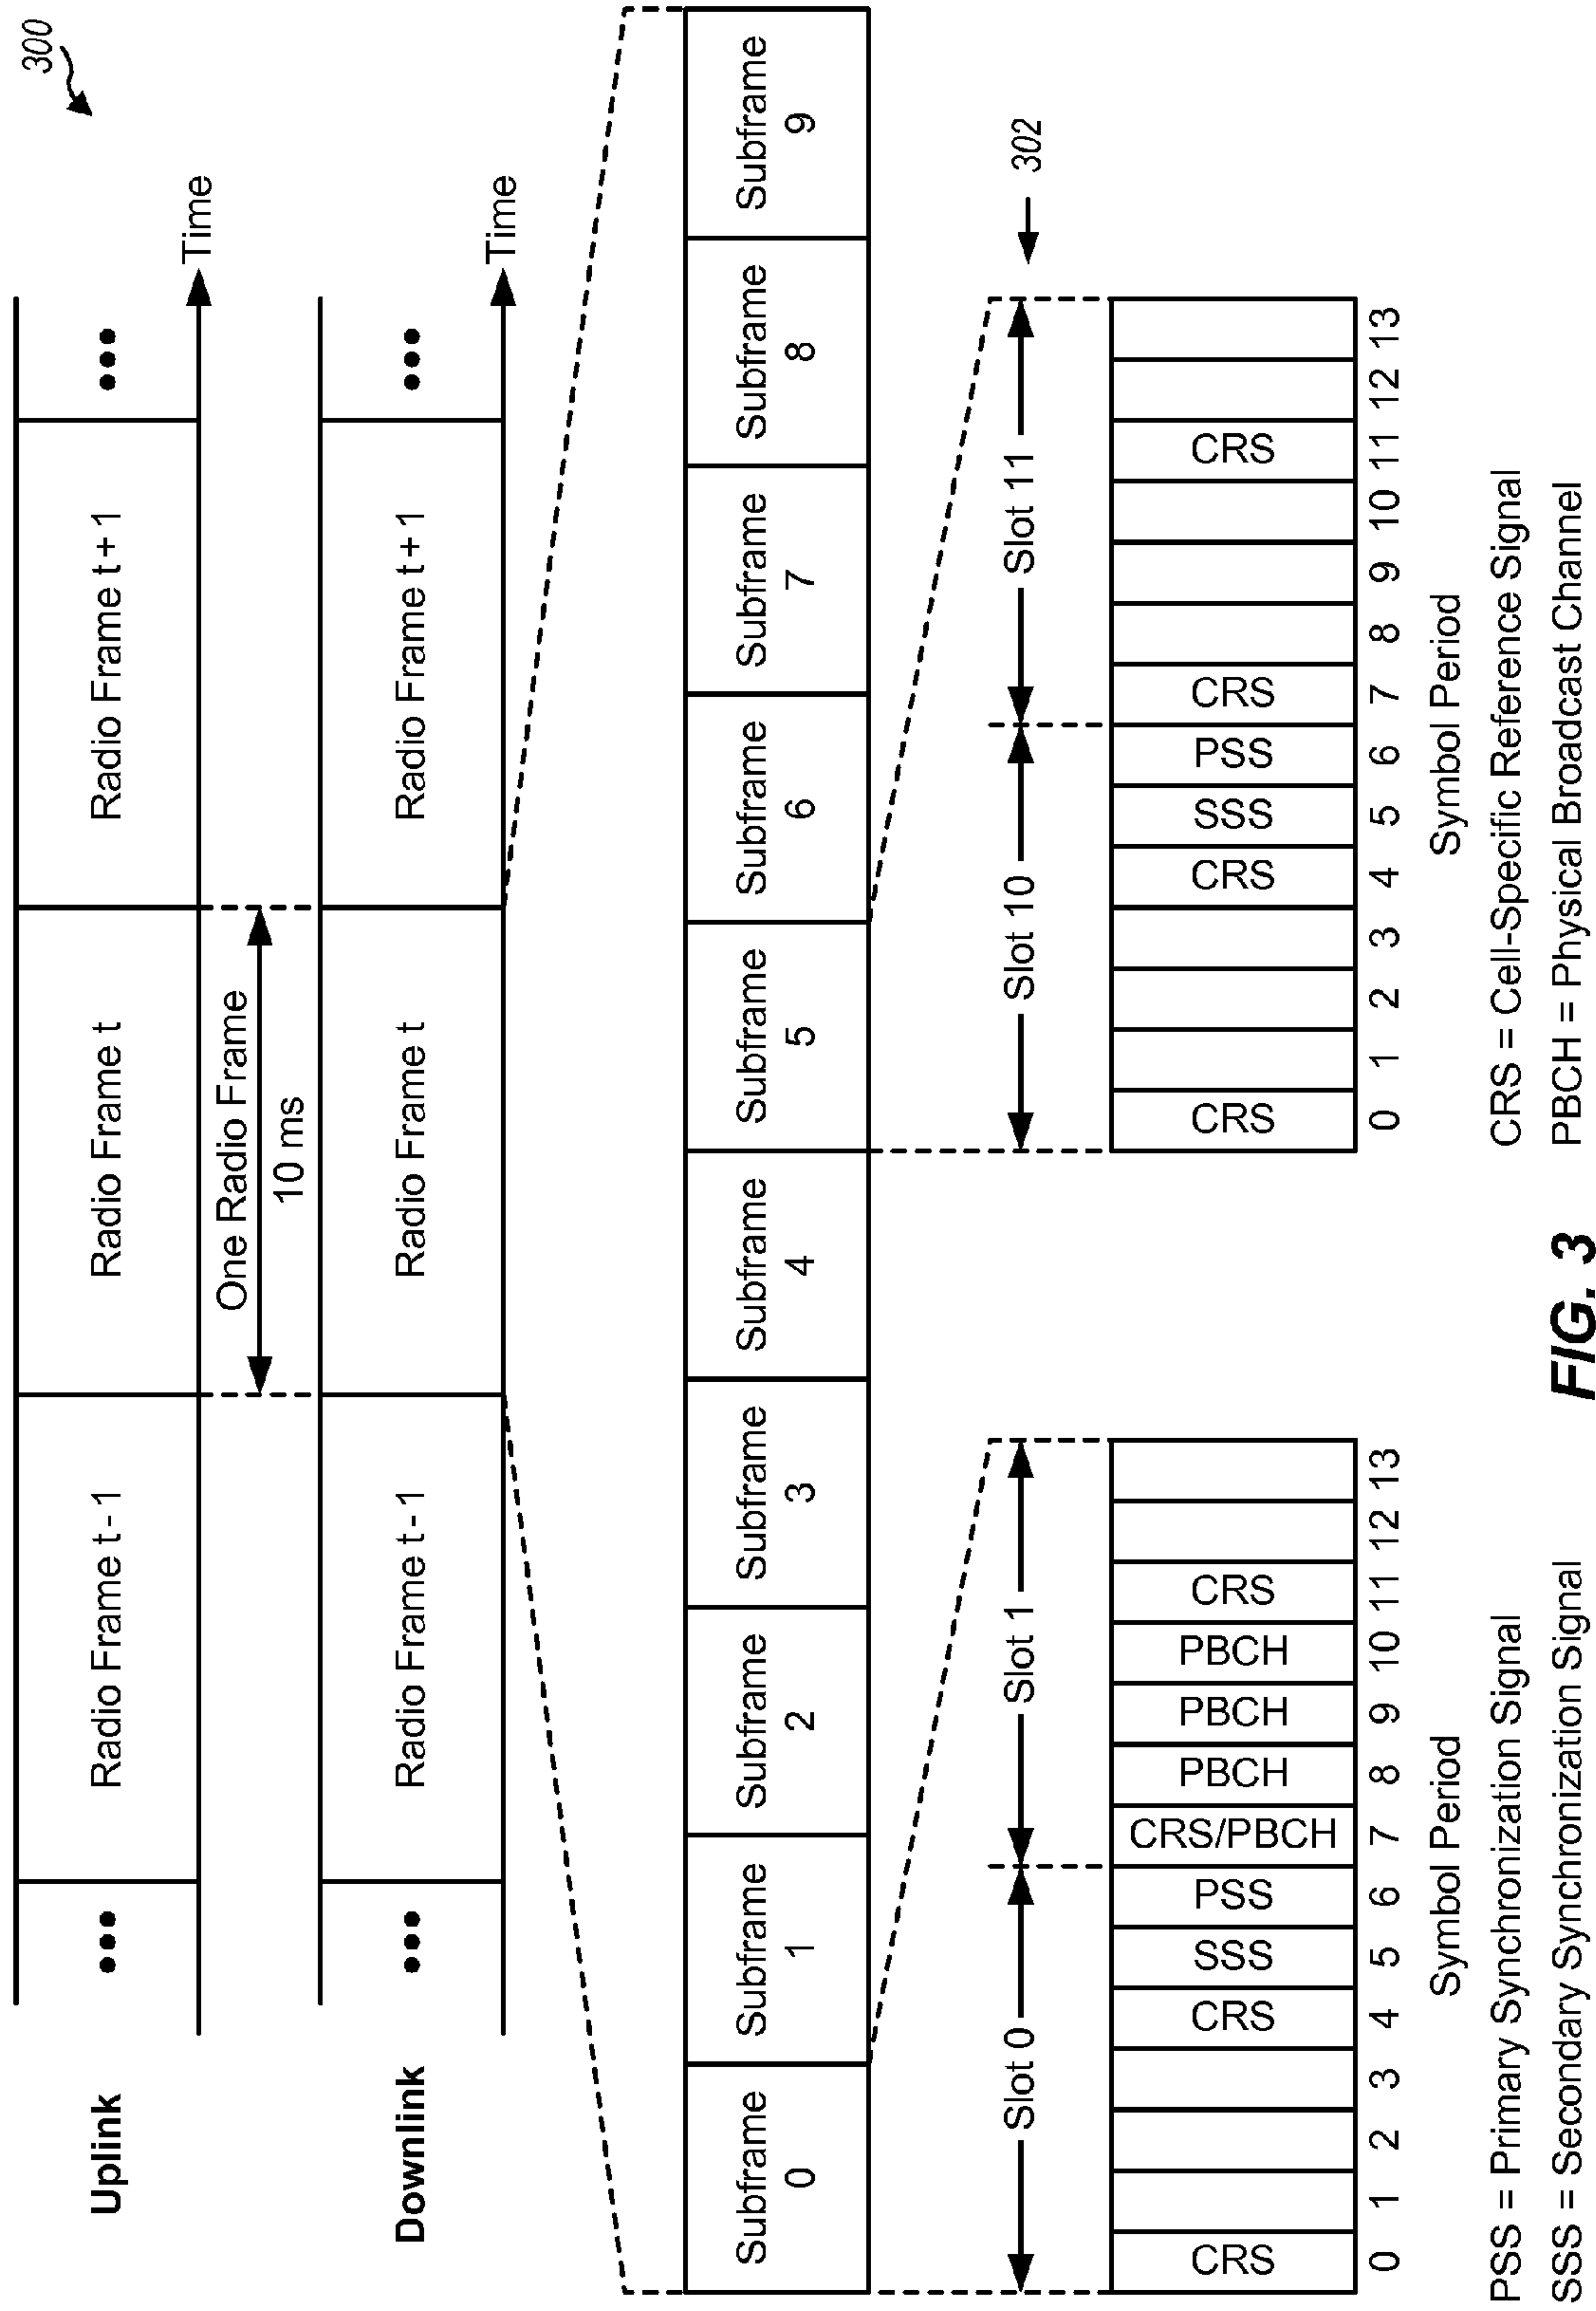 300
Uplink
••• Radio Frame t-1 Radio Frame t Radio Frame t+1 •••
Time
One Radio Frame
10 ms
Downlink
••• Radio Frame t-1 Radio Frame t Radio Frame t+1 •••
Time
Subframe 0 Subframe 1 Subframe 2 Subframe 3 Subframe 4 Subframe 5 Subframe 6 Subframe 7 Subframe 8 Subframe 9
302
Slot 0 Slot 1 Slot 10 Slot 11
CRS CRS SSS PSS CRS/PBCH PBCH PBCH PBCH CRS
0 1 2 3 4 5 6 7 8 9 10 11 12 13
Symbol Period
CRS CRS SSS PSS CRS CRS
0 1 2 3 4 5 6 7 8 9 10 11 12 13
Symbol Period
PSS = Primary Synchronization Signal
SSS = Secondary Synchronization Signal
CRS = Cell-Specific Reference Signal
PBCH = Physical Broadcast Channel
FIG. 3